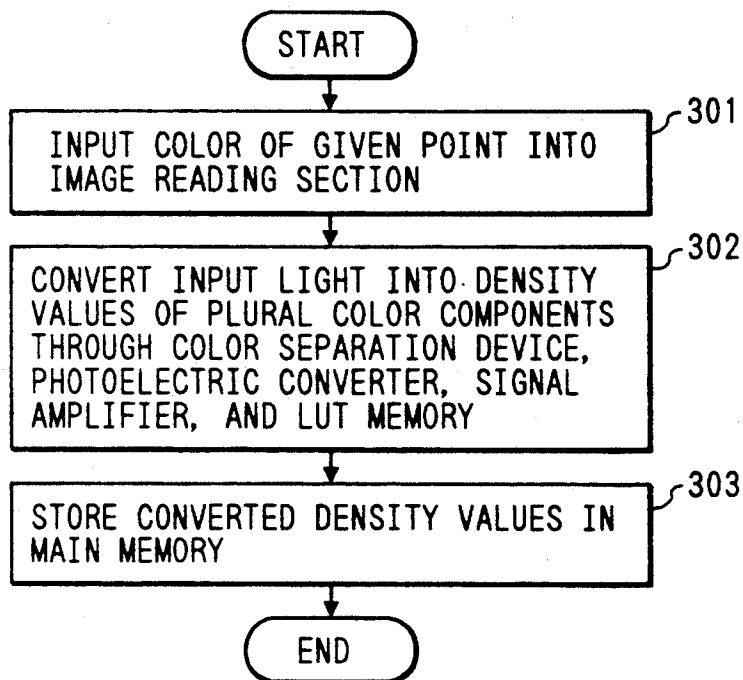 START
301
INPUT COLOR OF GIVEN POINT INTO
IMAGE READING SECTION
302
CONVERT INPUT LIGHT INTO DENSITY
VALUES OF PLURAL COLOR COMPONENTS
THROUGH COLOR SEPARATION DEVICE,
PHOTOELECTRIC CONVERTER, SIGNAL
AMPLIFIER, AND LUT MEMORY
303
STORE CONVERTED DENSITY VALUES IN
MAIN MEMORY
END